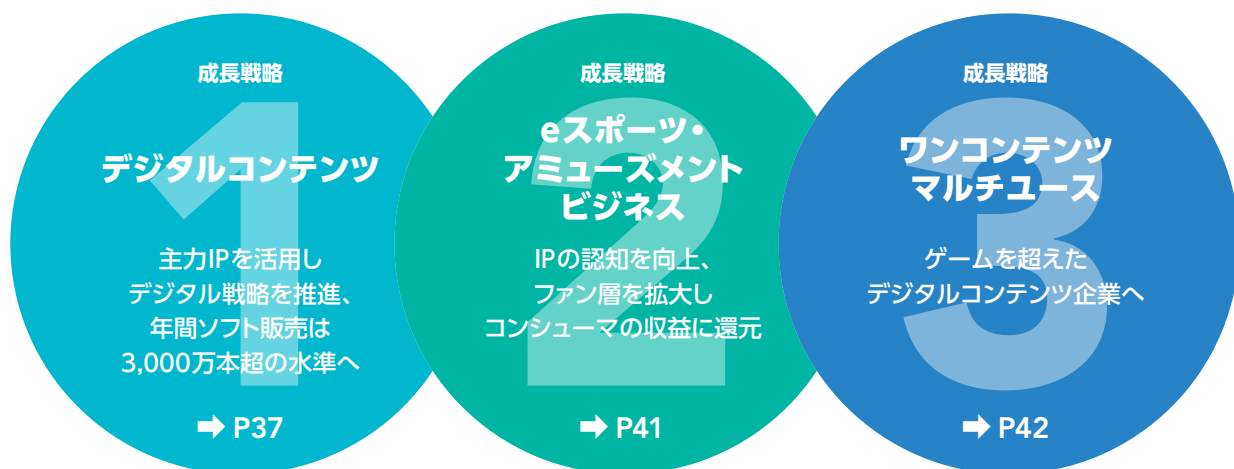 成長戦略
1
デジタルコンテンツ
主力IPを活用し
デジタル戦略を推進、
年間ソフト販売は
3,000万本超の水準へ
➡ P37
成長戦略
2
eスポーツ・
アミューズメント
ビジネス
IPの認知を向上、
ファン層を拡大し
コンシューマの収益に還元
➡ P41
成長戦略
3
ワンコンテンツ
マルチユース
ゲームを超えた
デジタルコンテンツ企業へ
➡ P42